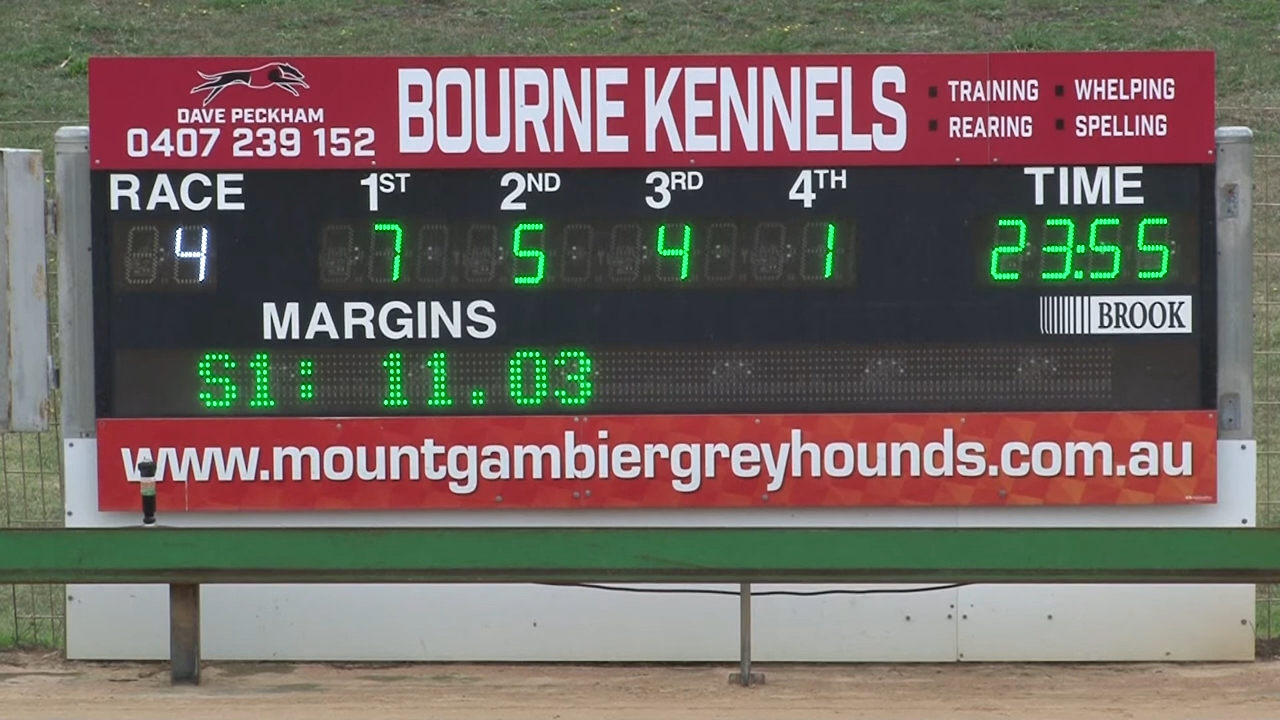 DAVE PECKHAM
0407 239 152
BOURNE KENNELS
TRAINING WHELPING
REARING SPELLING
RACE 1ST 2ND 3RD 4TH TIME
4 7 5 4 1 23:55
MARGINS
BROOK
S1: 11.03
www.mountgambiergreyhounds.com.au